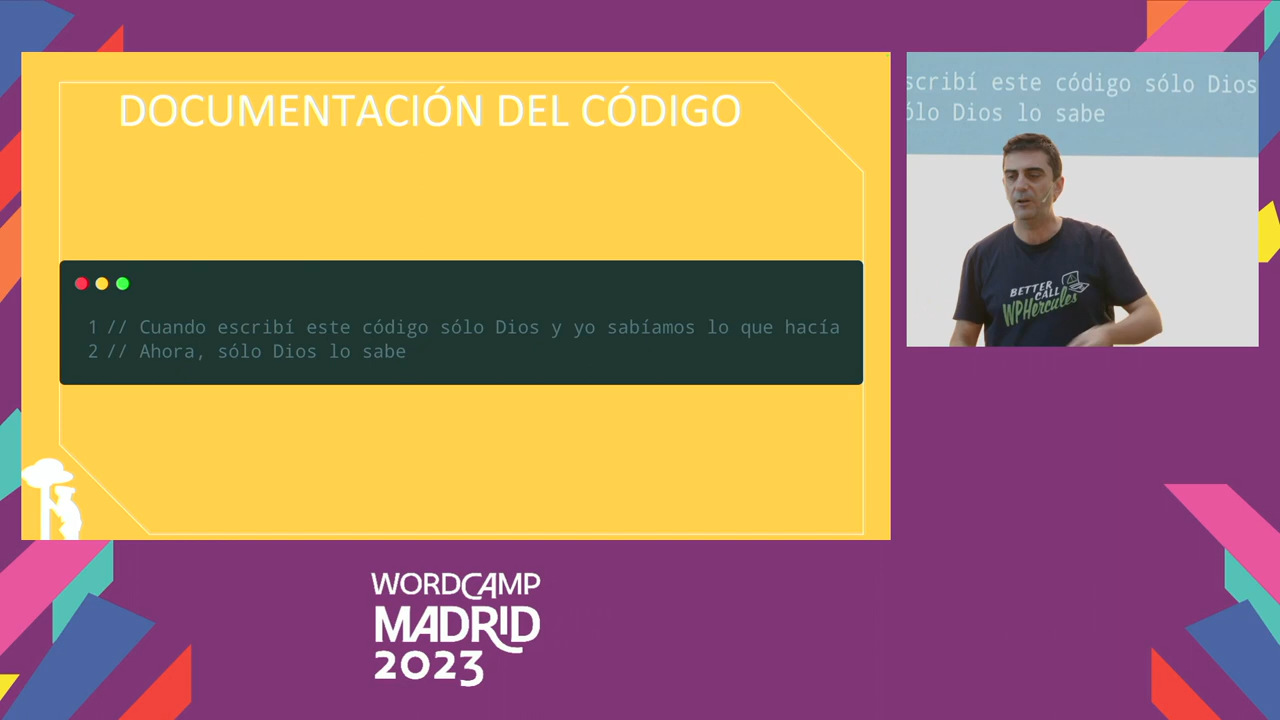 DOCUMENTACIÓN DEL CÓDIGO
1 // Cuando escribí este código sólo Dios y yo sabíamos lo que hacía
2 // Ahora, sólo Dios lo sabe
scribí este código sólo Dios
ólo Dios lo sabe
BETTER
CALL
WPHercules
WORDCAMP
MADRID
2023